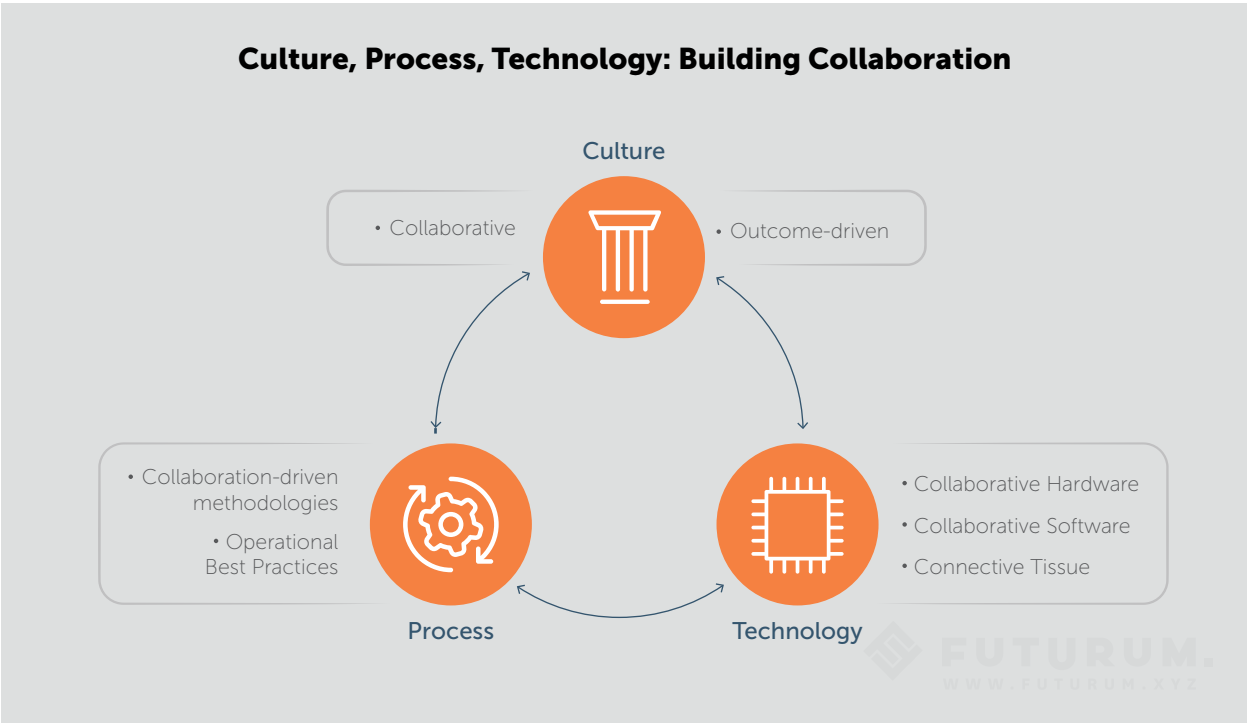 Culture, Process, Technology: Building Collaboration
Culture
• Collaborative
• Outcome-driven
• Collaboration-driven
methodologies
• Operational
Best Practices
• Collaborative Hardware
• Collaborative Software
• Connective Tissue
Process
Technology
FUTURUM.
WWW.FUTURUM.XYZ